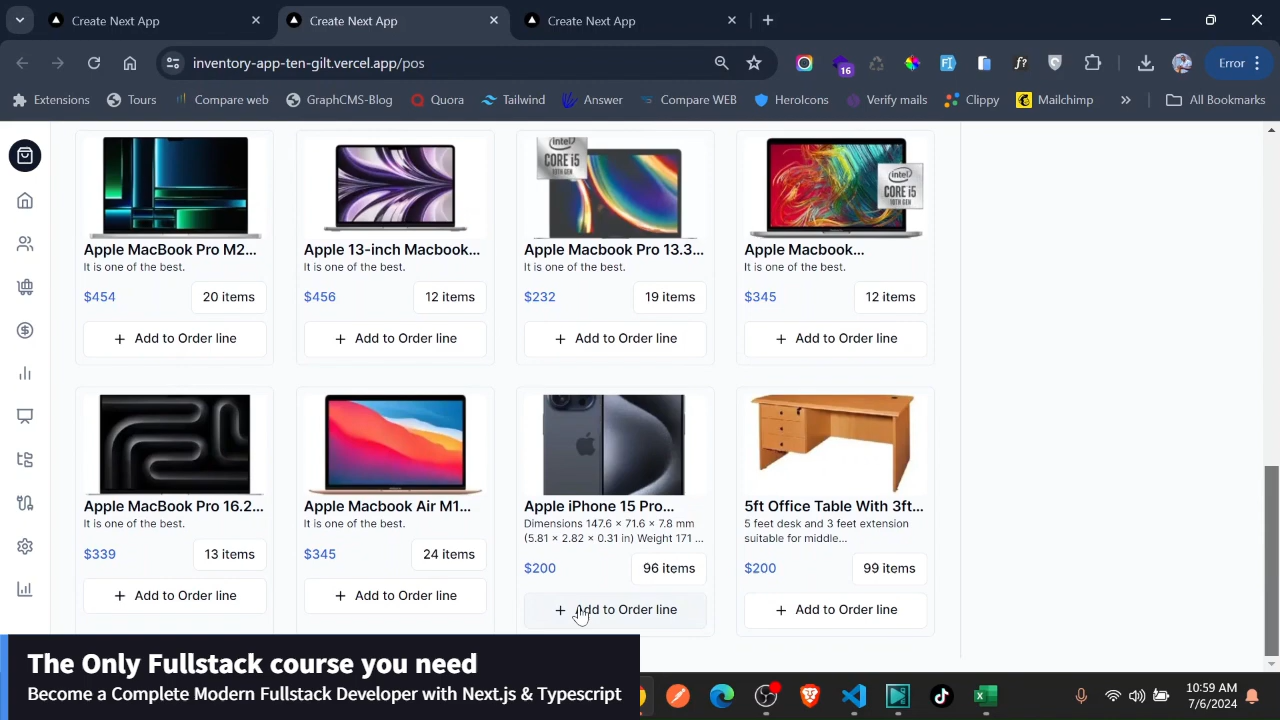 Create Next App
Create Next App
Create Next App
inventory-app-ten-gilt.vercel.app/pos
16
Error
Extensions
Tours
Compare web
GraphCMS-Blog
Quora
Tailwind
Answer
Compare WEB
HeroIcons
Verify mails
Clippy
Mailchimp
All Bookmarks
intel CORE i5 10TH GEN
intel CORE i5 10TH GEN
Apple MacBook Pro M2...
Apple 13-inch Macbook...
Apple Macbook Pro 13.3...
Apple Macbook...
It is one of the best.
It is one of the best.
It is one of the best.
It is one of the best.
$454
20 items
$456
12 items
$232
19 items
$345
12 items
Add to Order line
Add to Order line
Add to Order line
Add to Order line
Apple MacBook Pro 16.2...
Apple Macbook Air M1...
Apple iPhone 15 Pro...
5ft Office Table With 3ft...
It is one of the best.
It is one of the best.
Dimensions 147.6 × 71.6 × 7.8 mm
(5.81 × 2.82 × 0.31 in) Weight 171 ...
5 feet desk and 3 feet extension
suitable for middle...
$339
13 items
$345
24 items
$200
96 items
$200
99 items
Add to Order line
Add to Order line
Add to Order line
Add to Order line
The Only Fullstack course you need
Become a Complete Modern Fullstack Developer with Next.js & Typescript
10:59 AM
7/6/2024